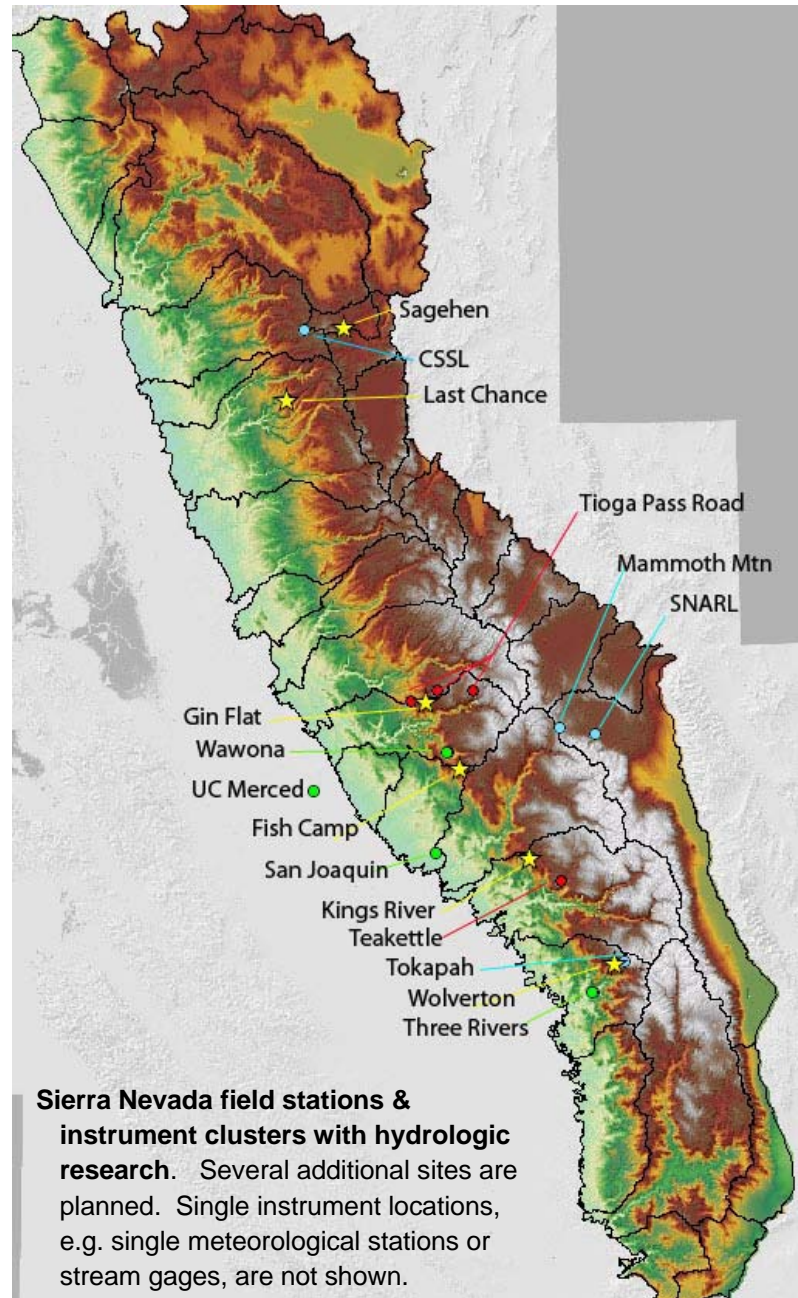 Sagehen
CSSL
Last Chance
Tioga Pass Road
Mammoth Mtn
SNARL
Gin Flat
Wawona
UC Merced
Fish Camp
San Joaquin
Kings River
Teakettle
Tokapah
Wolverton
Three Rivers
Sierra Nevada field stations &
instrument clusters with hydrologic
research. Several additional sites are
planned. Single instrument locations,
e.g. single meteorological stations or
stream gages, are not shown.